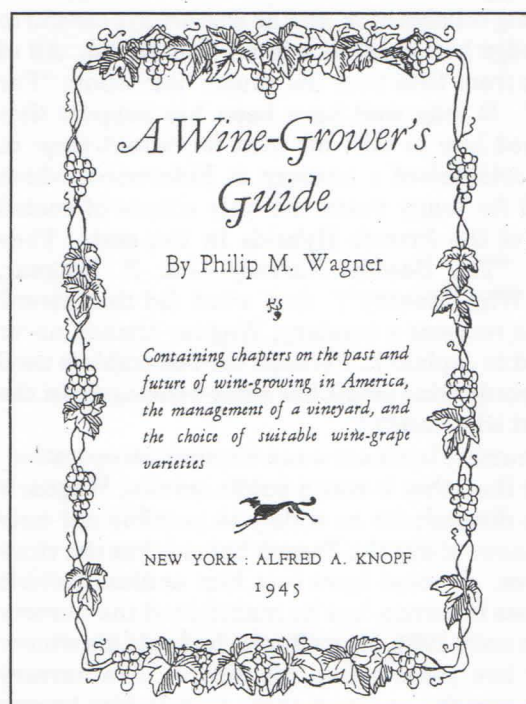 A Wine-Grower's
Guide
By Philip M. Wagner
Containing chapters on the past and
future of wine-growing in America,
the management of a vineyard, and
the choice of suitable wine-grape
varieties
NEW YORK : ALFRED A. KNOPF
1945